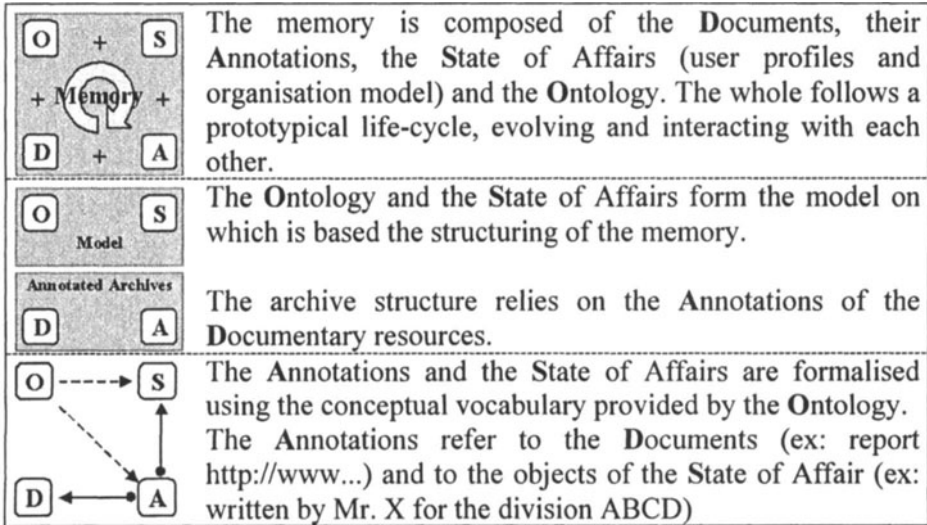 O + S
Memory
+ +
D + A
The memory is composed of the Documents, their
Annotations, the State of Affairs (user profiles and
organisation model) and the Ontology. The whole follows a
prototypical life-cycle, evolving and interacting with each
other.
O S
Model
The Ontology and the State of Affairs form the model on
which is based the structuring of the memory.
Annotated Archives
D A
The archive structure relies on the Annotations of the
Documentary resources.
O S
D A
The Annotations and the State of Affairs are formalised
using the conceptual vocabulary provided by the Ontology.
The Annotations refer to the Documents (ex: report
http://www...) and to the objects of the State of Affair (ex:
written by Mr. X for the division ABCD)